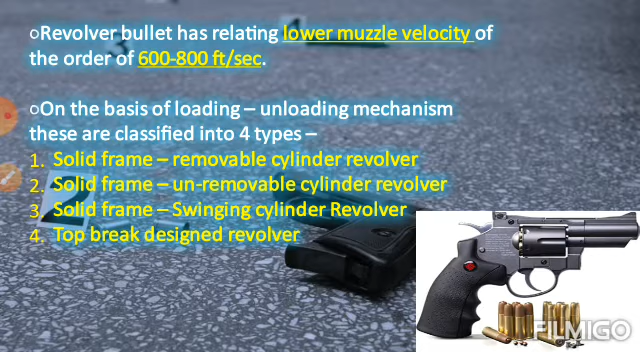 ○Revolver bullet has relating lower muzzle velocity of
the order of 600-800 ft/sec.
○On the basis of loading – unloading mechanism
these are classified into 4 types –
1. Solid frame – removable cylinder revolver
2. Solid frame – un-removable cylinder revolver
3. Solid frame – Swinging cylinder Revolver
4. Top break designed revolver
FILMIGO